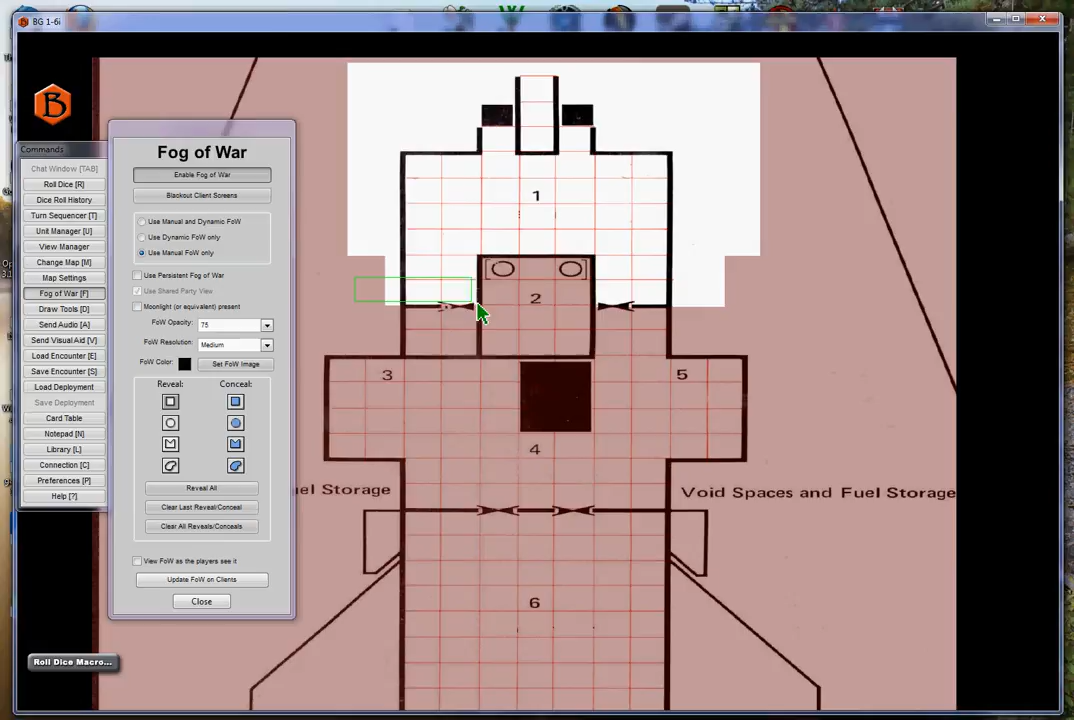 BG 1-6i
B
Commands
Chat Window [TAB]
Roll Dice [R]
Dice Roll History
Turn Sequencer [T]
Unit Manager [U]
View Manager
Change Map [M]
Map Settings
Fog of War [F]
Draw Tools [D]
Send Audio [A]
Send Visual Aid [V]
Load Encounter [E]
Save Encounter [S]
Load Deployment
Save Deployment
Card Table
Notepad [N]
Library [L]
Connection [C]
Preferences [P]
Help [?]
Roll Dice Macro...
Fog of War
Enable Fog of War
Blackout Client Screens
Use Manual and Dynamic FoW
Use Dynamic FoW only
Use Manual FoW only
Use Persistent Fog of War
Use Shared Party View
Moonlight (or equivalent) present
FoW Opacity: 75
FoW Resolution: Medium
FoW Color: Set FoW Image
Reveal: Conceal:
Reveal All
Clear Last Reveal/Conceal
Clear All Reveals/Conceals
View FoW as the players see it
Update FoW on Clients
Close
1
2
3
5
4
uel Storage
Void Spaces and Fuel Storage
6